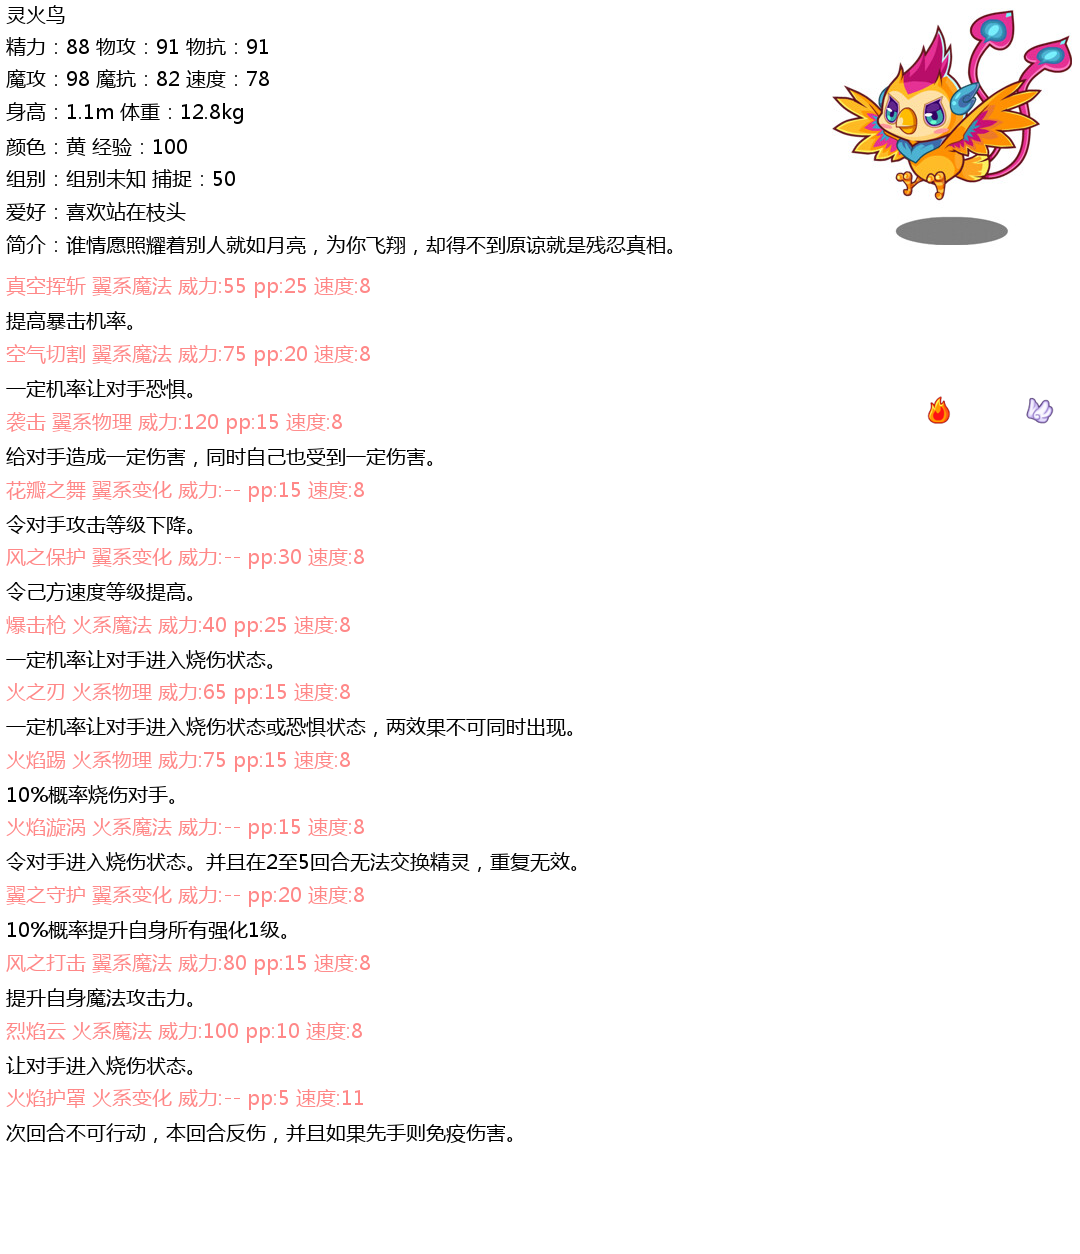 灵火鸟
精力：88 物攻：91 物抗：91
魔攻：98 魔抗：82 速度：78
身高：1.1m 体重：12.8kg
颜色：黄 经验：100
组别：组别未知 捕捉：50
爱好：喜欢站在枝头
简介：谁情愿照耀着别人就如月亮，为你飞翔，却得不到原谅就是残忍真相。
真空挥斩 翼系魔法 威力:55 pp:25 速度:8
提高暴击机率。
空气切割 翼系魔法 威力:75 pp:20 速度:8
一定机率让对手恐惧。
袭击 翼系物理 威力:120 pp:15 速度:8
给对手造成一定伤害，同时自己也受到一定伤害。
花瓣之舞 翼系变化 威力:-- pp:15 速度:8
令对手攻击等级下降。
风之保护 翼系变化 威力:-- pp:30 速度:8
令己方速度等级提高。
爆击枪 火系魔法 威力:40 pp:25 速度:8
一定机率让对手进入烧伤状态。
火之刃 火系物理 威力:65 pp:15 速度:8
一定机率让对手进入烧伤状态或恐惧状态，两效果不可同时出现。
火焰踢 火系物理 威力:75 pp:15 速度:8
10%概率烧伤对手。
火焰漩涡 火系魔法 威力:-- pp:15 速度:8
令对手进入烧伤状态。并且在2至5回合无法交换精灵，重复无效。
翼之守护 翼系变化 威力:-- pp:20 速度:8
10%概率提升自身所有强化1级。
风之打击 翼系魔法 威力:80 pp:15 速度:8
提升自身魔法攻击力。
烈焰云 火系魔法 威力:100 pp:10 速度:8
让对手进入烧伤状态。
火焰护罩 火系变化 威力:-- pp:5 速度:11
次回合不可行动，本回合反伤，并且如果先手则免疫伤害。